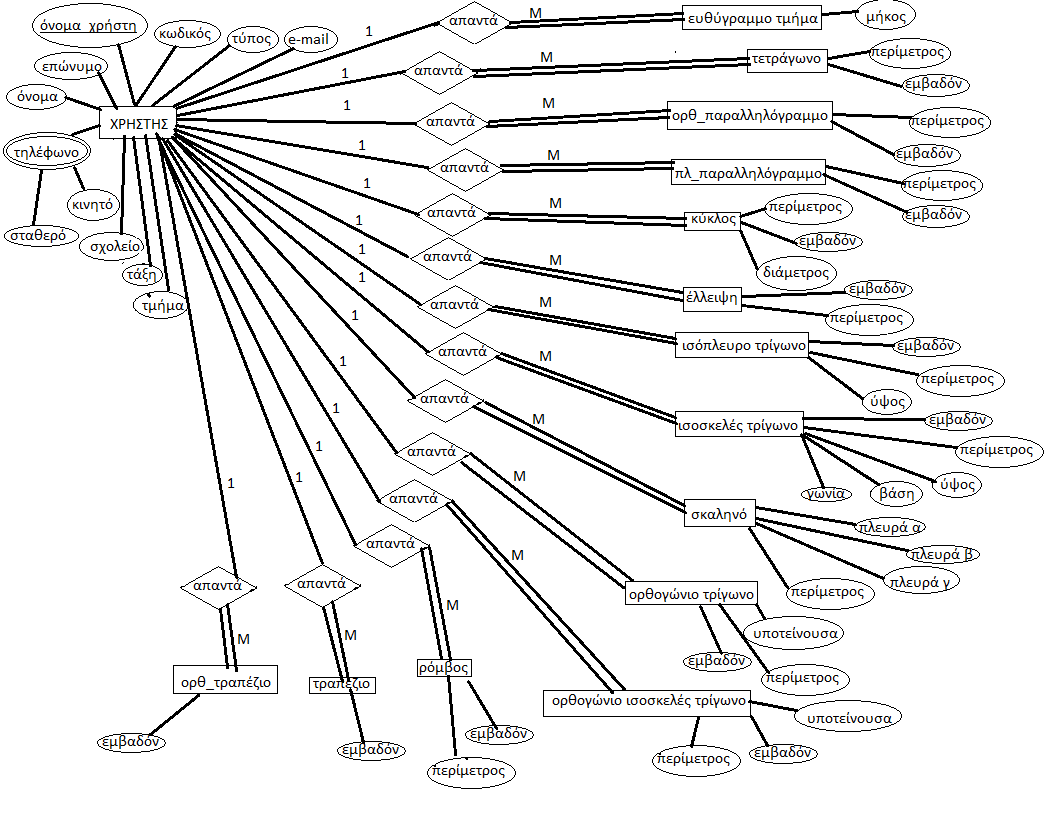 όνομα_χρήστη
κωδικός
τύπος
e-mail
επώνυμο
όνομα
ΧΡΗΣΤΗΣ
τηλέφωνο
κινητό
σταθερό
σχολείο
τάξη
τμήμα
1
απαντά
M
ευθύγραμμο τμήμα
μήκος
1
απαντά
M
τετράγωνο
περίμετρος
εμβαδόν
1
απαντά
M
ορθ_παραλληλόγραμμο
περίμετρος
εμβαδόν
1
απαντά
M
πλ_παραλληλόγραμμο
περίμετρος
εμβαδόν
1
απαντά
M
κύκλος
περίμετρος
εμβαδόν
διάμετρος
1
απαντά
M
έλλειψη
εμβαδόν
περίμετρος
1
απαντά
M
ισόπλευρο τρίγωνο
εμβαδόν
περίμετρος
ύψος
1
απαντά
M
ισοσκελές τρίγωνο
εμβαδόν
περίμετρος
ύψος
βάση
γωνία
1
απαντά
M
σκαληνό
πλευρά α
πλευρά β
πλευρά γ
περίμετρος
1
απαντά
M
ορθογώνιο τρίγωνο
υποτείνουσα
εμβαδόν
περίμετρος
1
απαντά
M
ορθογώνιο ισοσκελές τρίγωνο
υποτείνουσα
εμβαδόν
περίμετρος
1
απαντά
M
ρόμβος
εμβαδόν
περίμετρος
1
απαντά
M
τραπέζιο
εμβαδόν
1
απαντά
M
ορθ_τραπέζιο
εμβαδόν